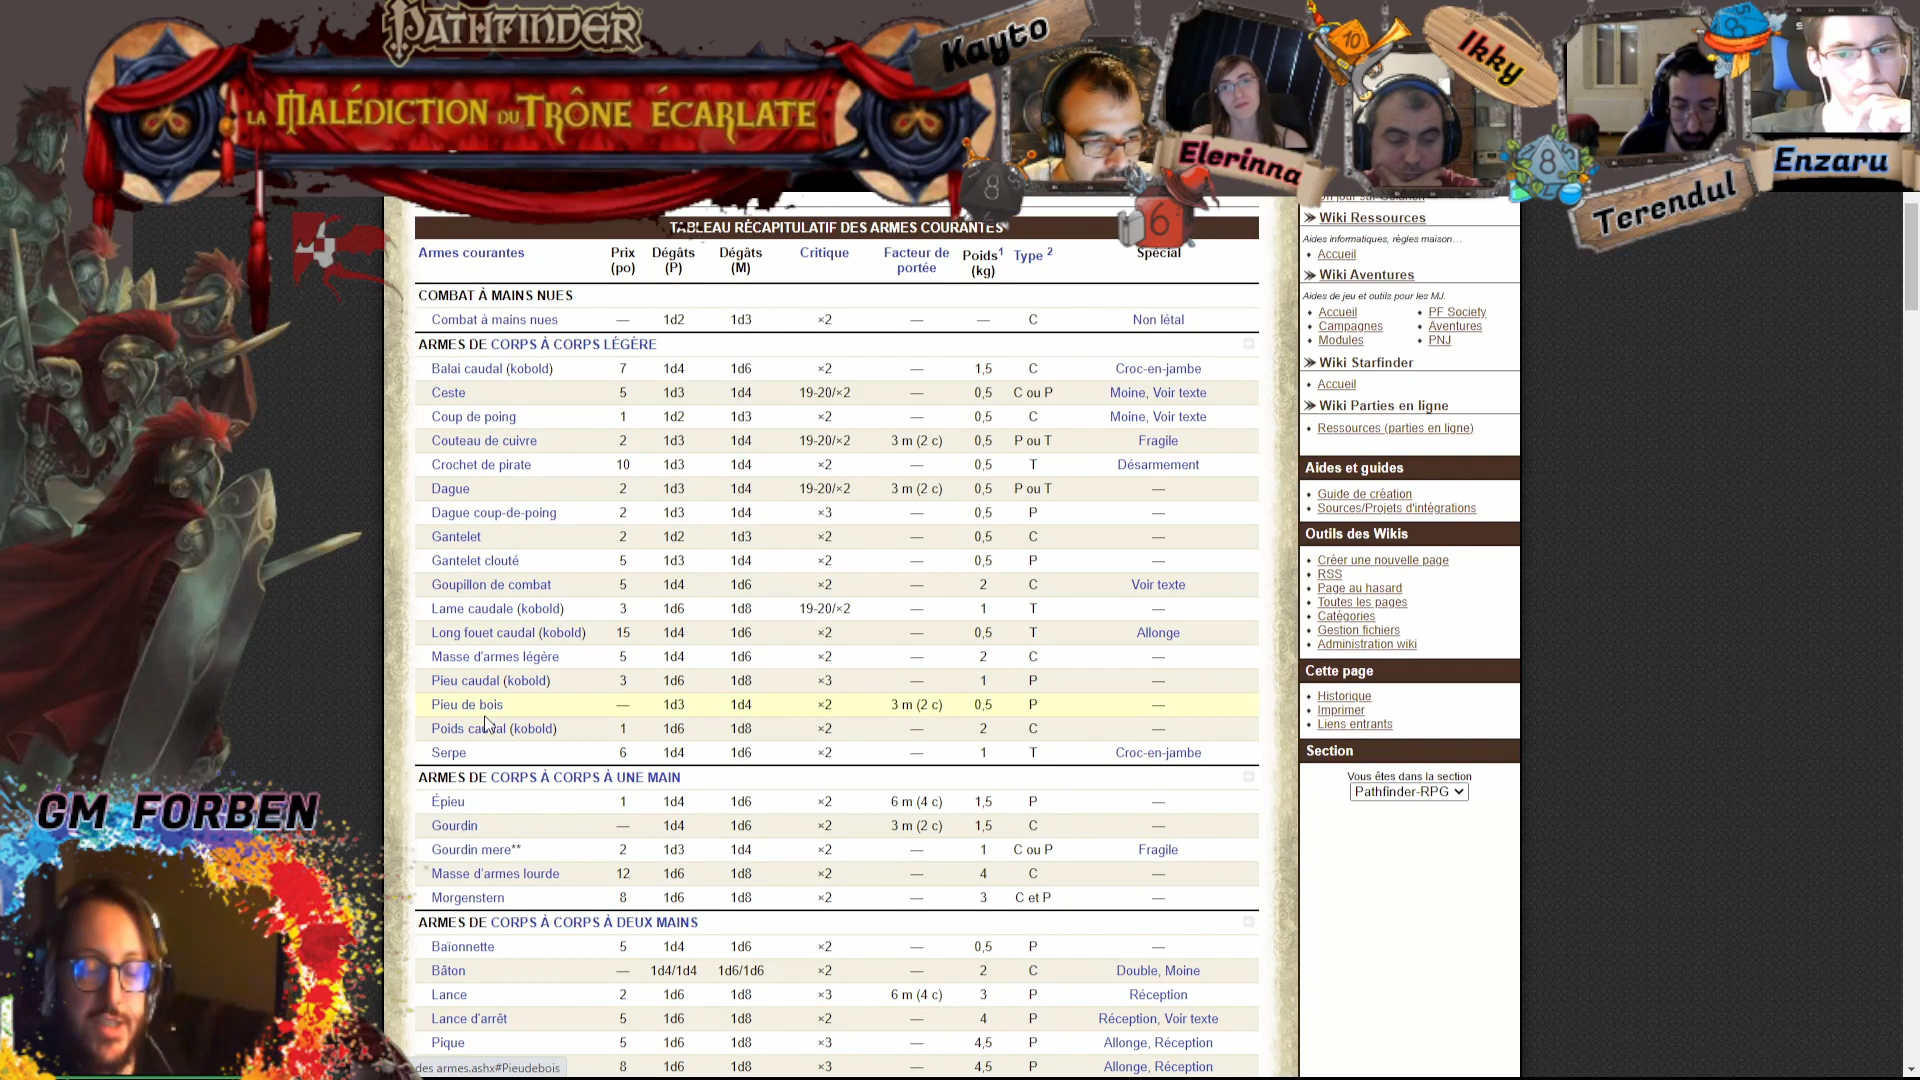 PATHFINDER
LA MALÉDICTION DU TRÔNE ÉCARLATE
Kayto
Elerinna
Ikky
Terendul
Enzaru
10
8
8
6
GM FORBEN
TABLEAU RÉCAPITULATIF DES ARMES COURANTES
Armes courantes Prix (po) Dégâts (P) Dégâts (M) Critique Facteur de portée Poids¹ (kg) Type ² Spécial
COMBAT À MAINS NUES
Combat à mains nues — 1d2 1d3 ×2 — — C Non létal
ARMES DE CORPS À CORPS LÉGÈRE
Balai caudal (kobold) 7 1d4 1d6 ×2 — 1,5 C Croc-en-jambe
Ceste 5 1d3 1d4 19-20/×2 — 0,5 C ou P Moine, Voir texte
Coup de poing 1 1d2 1d3 ×2 — 0,5 C Moine, Voir texte
Couteau de cuivre 2 1d3 1d4 19-20/×2 3 m (2 c) 0,5 P ou T Fragile
Crochet de pirate 10 1d3 1d4 ×2 — 0,5 T Désarmement
Dague 2 1d3 1d4 19-20/×2 3 m (2 c) 0,5 P ou T —
Dague coup-de-poing 2 1d3 1d4 ×3 — 0,5 P —
Gantelet 2 1d2 1d3 ×2 — 0,5 C —
Gantelet clouté 5 1d3 1d4 ×2 — 0,5 P —
Goupillon de combat 5 1d4 1d6 ×2 — 2 C Voir texte
Lame caudale (kobold) 3 1d6 1d8 19-20/×2 — 1 T —
Long fouet caudal (kobold) 15 1d4 1d6 ×2 — 0,5 T Allonge
Masse d'armes légère 5 1d4 1d6 ×2 — 2 C —
Pieu caudal (kobold) 3 1d6 1d8 ×3 — 1 P —
Pieu de bois — 1d3 1d4 ×2 3 m (2 c) 0,5 P —
Poids caudal (kobold) 1 1d6 1d8 ×2 — 2 C —
Serpe 6 1d4 1d6 ×2 — 1 T Croc-en-jambe
ARMES DE CORPS À CORPS À UNE MAIN
Épieu 1 1d4 1d6 ×2 6 m (4 c) 1,5 P —
Gourdin — 1d4 1d6 ×2 3 m (2 c) 1,5 C —
Gourdin mere** 2 1d3 1d4 ×2 — 1 C ou P Fragile
Masse d'armes lourde 12 1d6 1d8 ×2 — 4 C —
Morgenstern 8 1d6 1d8 ×2 — 3 C et P —
ARMES DE CORPS À CORPS À DEUX MAINS
Baïonnette 5 1d4 1d6 ×2 — 0,5 P —
Bâton — 1d4/1d4 1d6/1d6 ×2 — 2 C Double, Moine
Lance 2 1d6 1d8 ×3 6 m (4 c) 3 P Réception
Lance d'arrêt 5 1d6 1d8 ×2 — 4 P Réception, Voir texte
Pique 5 1d6 1d8 ×3 — 4,5 P Allonge, Réception
8 1d6 1d8 ×3 — 4,5 P Allonge, Réception
des armes.ashx#Pieudebois
Wiki Ressources
Aides informatiques, règles maison…
Accueil
Wiki Aventures
Aides de jeu et outils pour les MJ.
Accueil PF Society
Campagnes Aventures
Modules PNJ
Wiki Starfinder
Accueil
Wiki Parties en ligne
Ressources (parties en ligne)
Aides et guides
Guide de création
Sources/Projets d'intégrations
Outils des Wikis
Créer une nouvelle page
RSS
Page au hasard
Toutes les pages
Catégories
Gestion fichiers
Administration wiki
Cette page
Historique
Imprimer
Liens entrants
Section
Vous êtes dans la section
Pathfinder-RPG